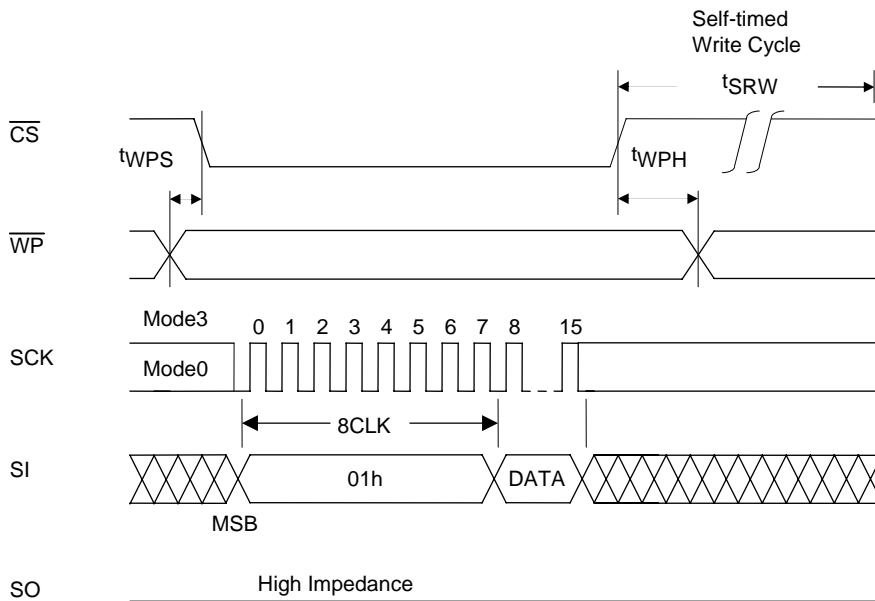 Self-timed
Write Cycle
tSRW
CS
tWPS
tWPH
WP
Mode3
0 1 2 3 4 5 6 7 8 15
SCK
Mode0
8CLK
SI
01h
DATA
MSB
SO
High Impedance